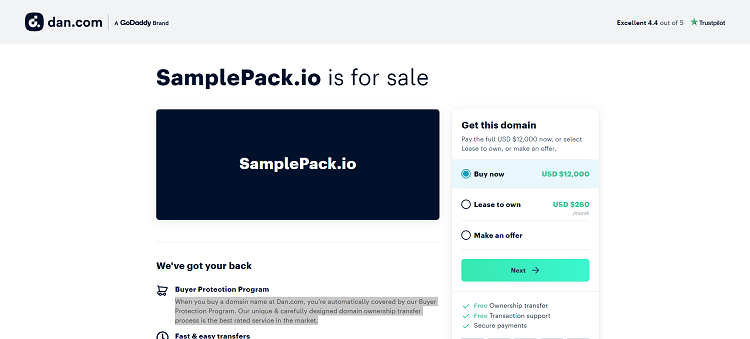 dan.com
A GoDaddy Brand
Excellent 4.4 out of 5
Trustpilot
SamplePack.io is for sale
SamplePack.io
We've got your back
Buyer Protection Program
When you buy a domain name at Dan.com, you're automatically covered by our Buyer
Protection Program. Our unique & carefully designed domain ownership transfer
process is the best rated service in the market.
Fast & easy transfers
Get this domain
Pay the full USD $12,000 now, or select
Lease to own, or make an offer.
Buy now USD $12,000
Lease to own USD $260
/month
Make an offer
Next
Free Ownership transfer
Free Transaction support
Secure payments